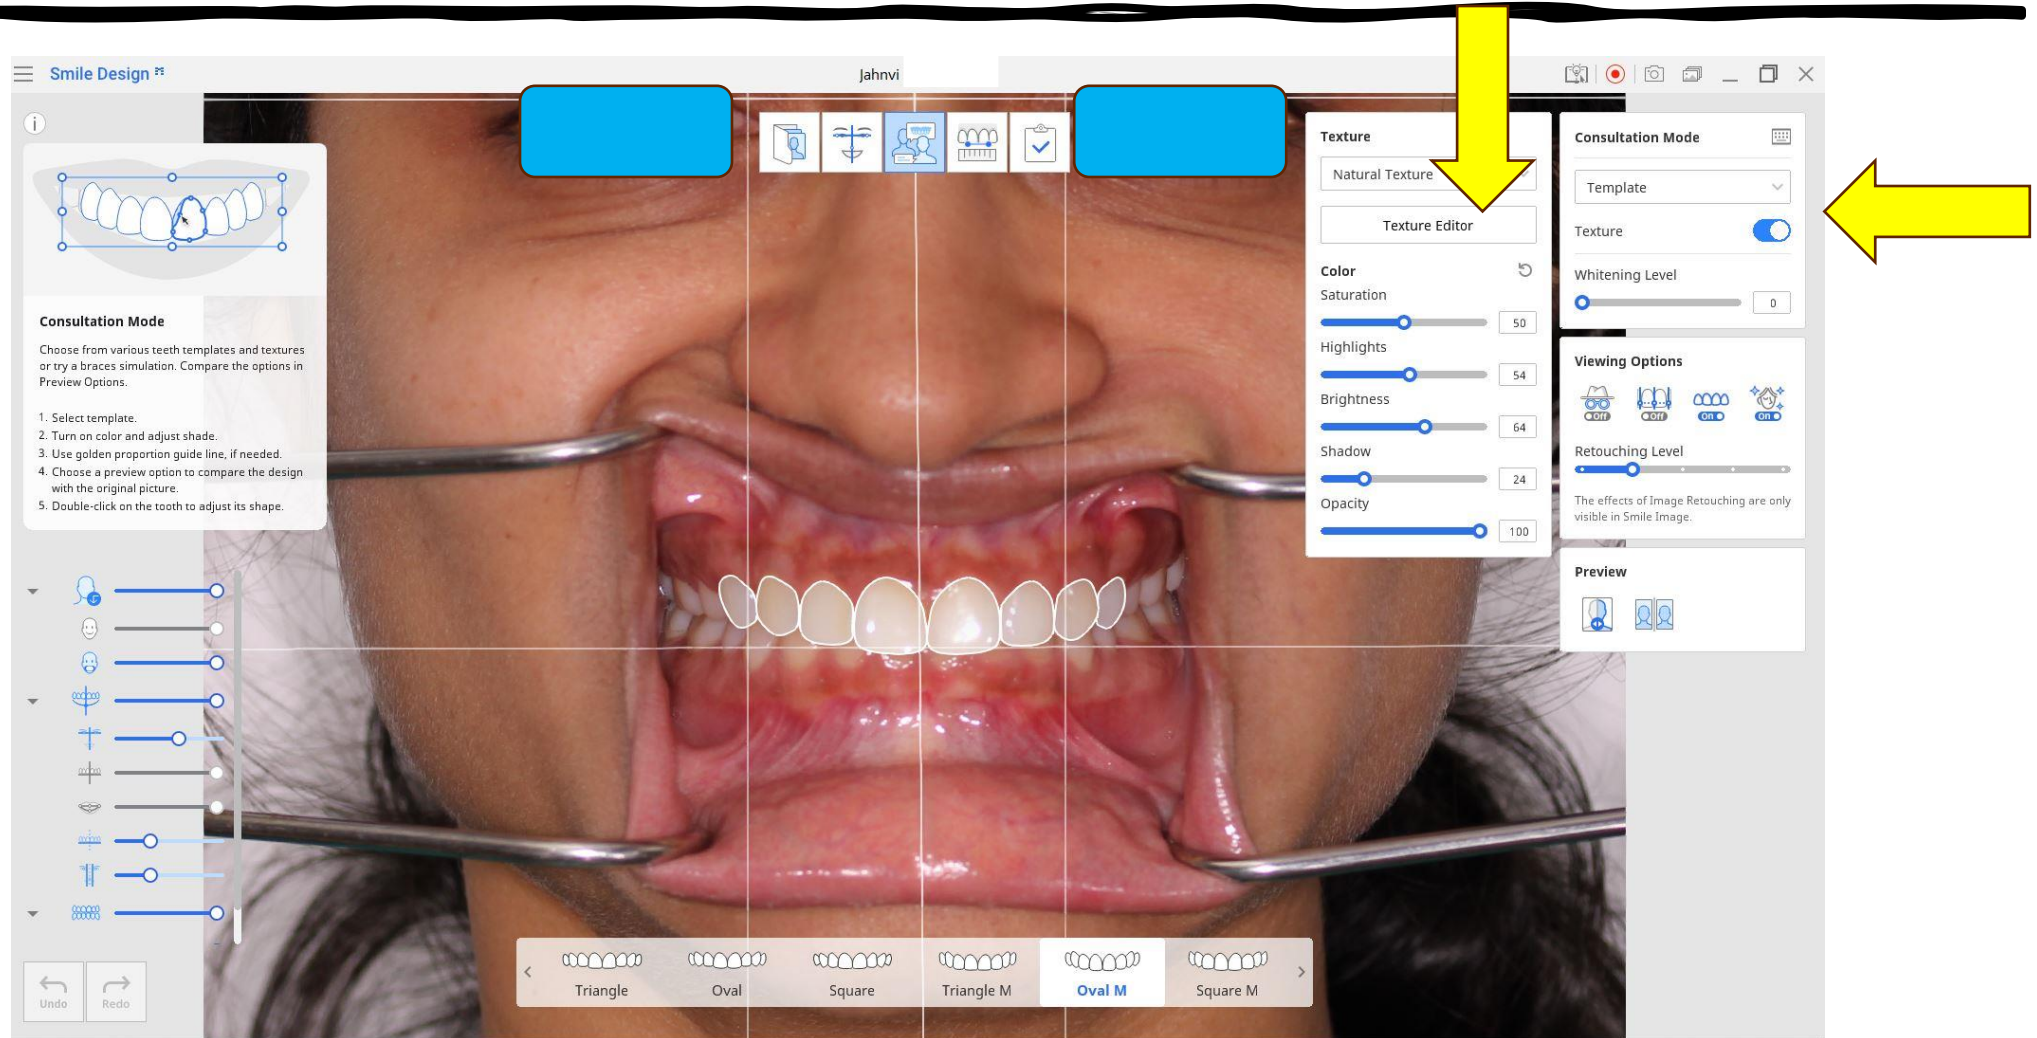 Smile Design
Jahnvi
Consultation Mode
Choose from various teeth templates and textures
or try a braces simulation. Compare the options in
Preview Options.
1. Select template.
2. Turn on color and adjust shade.
3. Use golden proportion guide line, if needed.
4. Choose a preview option to compare the design
with the original picture.
5. Double-click on the tooth to adjust its shape.
Undo
Redo
Texture
Natural Texture
Texture Editor
Color
Saturation
50
Highlights
54
Brightness
64
Shadow
24
Opacity
100
Consultation Mode
Template
Texture
Whitening Level
0
Viewing Options
Off
Off
On
On
Retouching Level
The effects of Image Retouching are only
visible in Smile Image.
Preview
Triangle
Oval
Square
Triangle M
Oval M
Square M